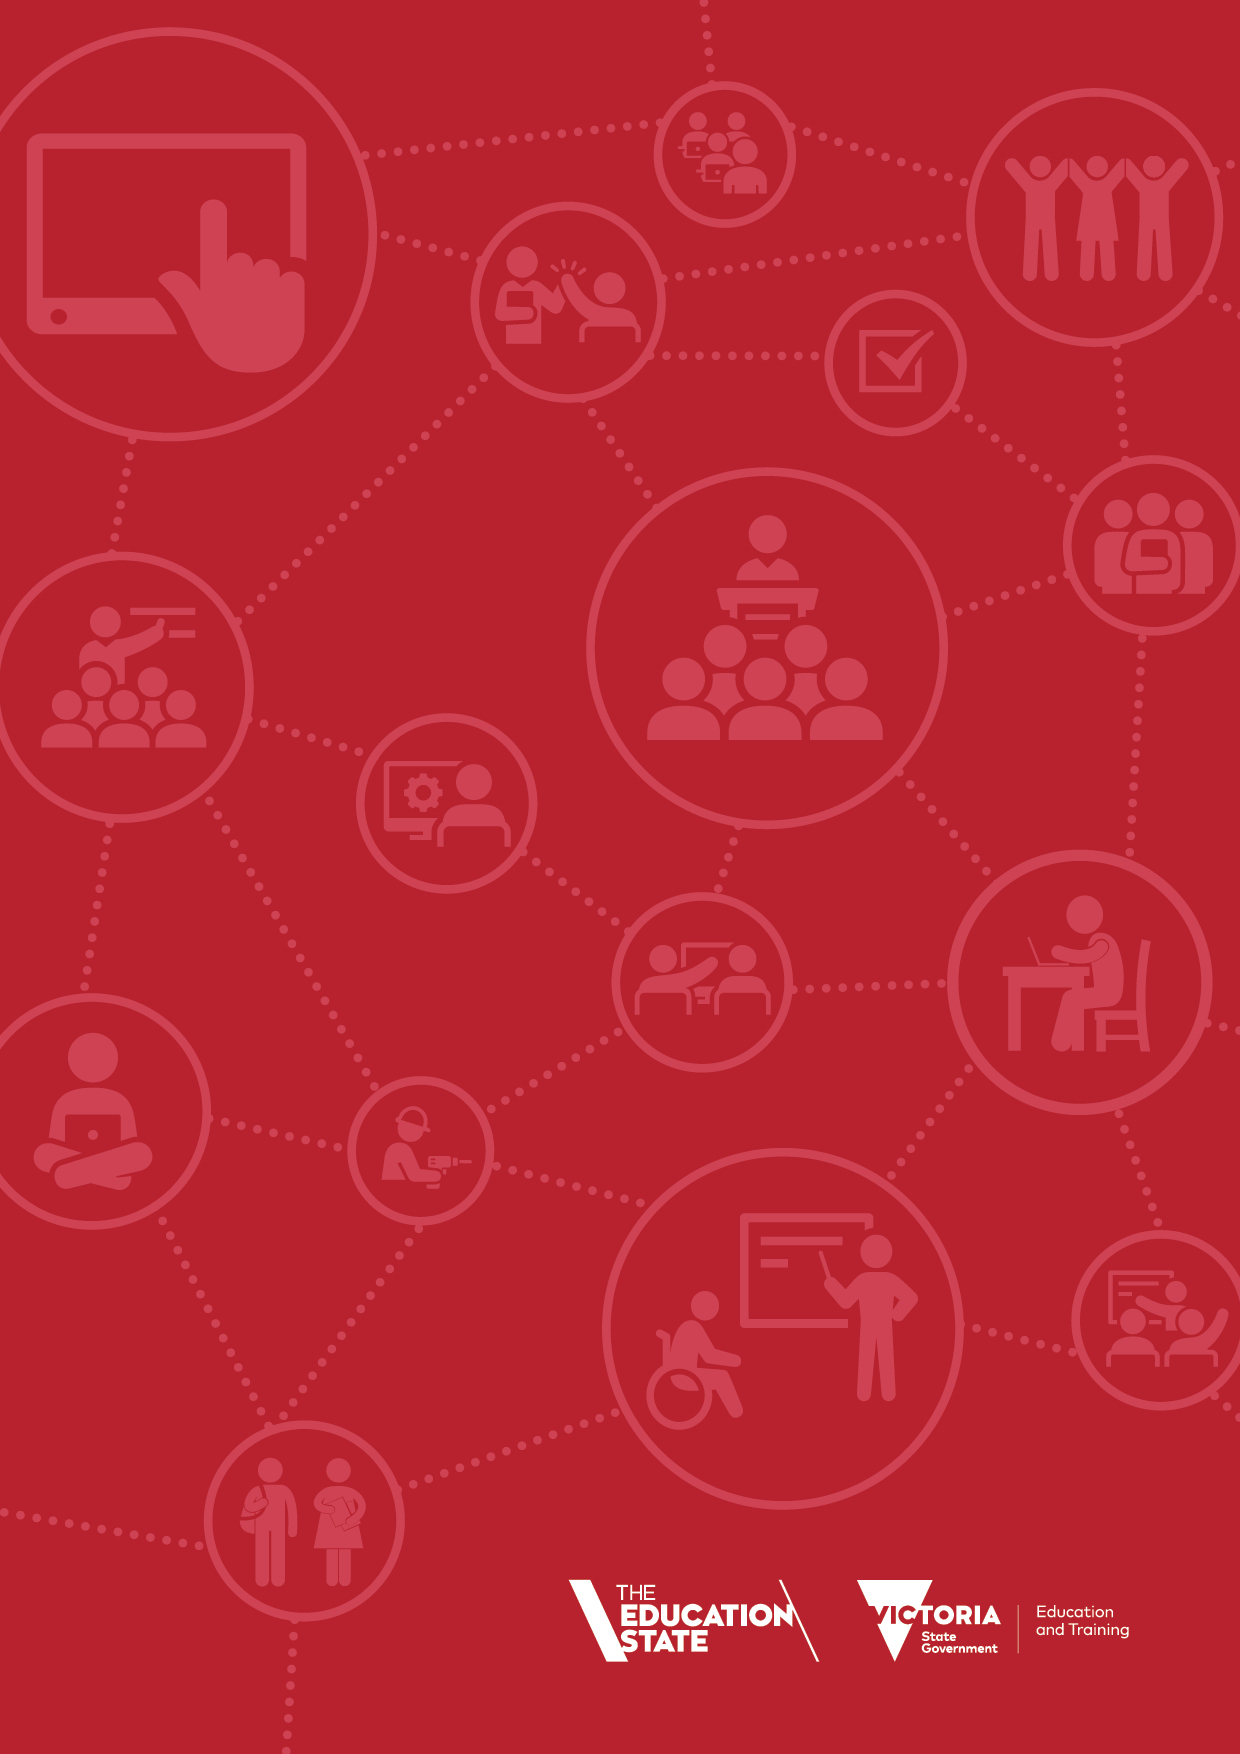 THE
EDUCATION
STATE
VICTORIA
State
Government
Education
and Training